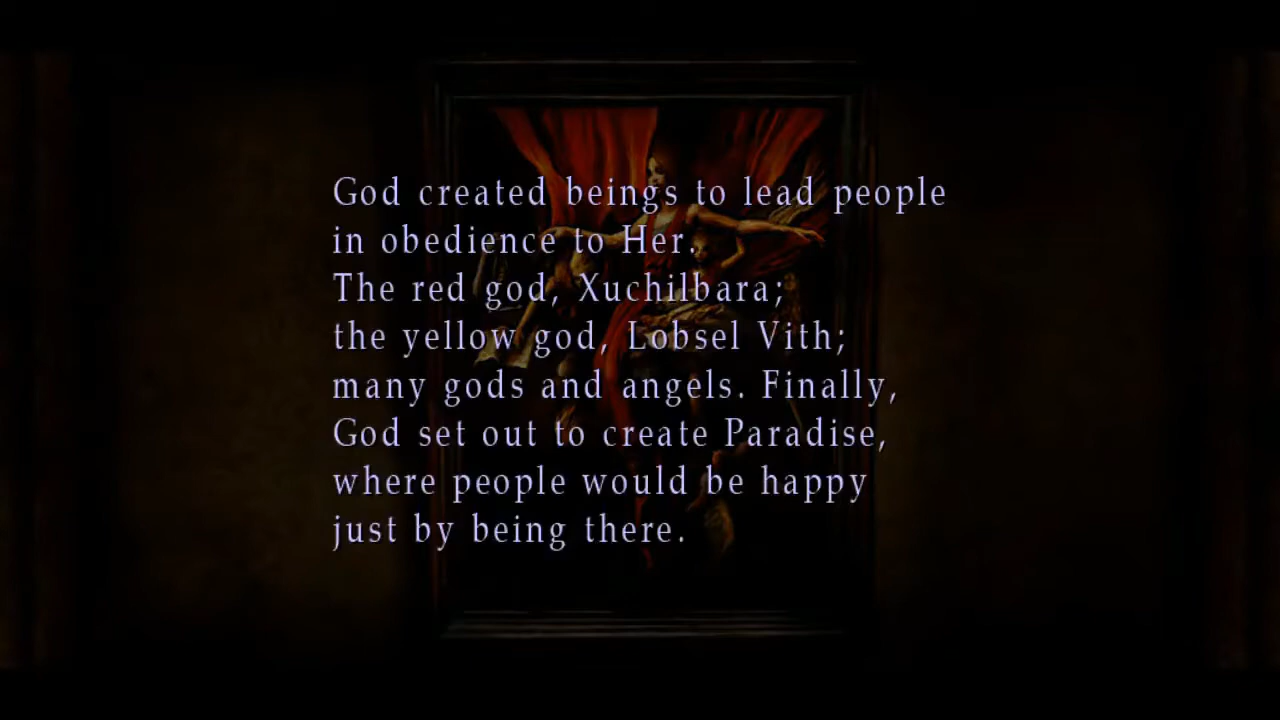 God created beings to lead people
in obedience to Her.
The red god, Xuchilbara;
the yellow god, Lobsel Vith;
many gods and angels. Finally,
God set out to create Paradise,
where people would be happy
just by being there.